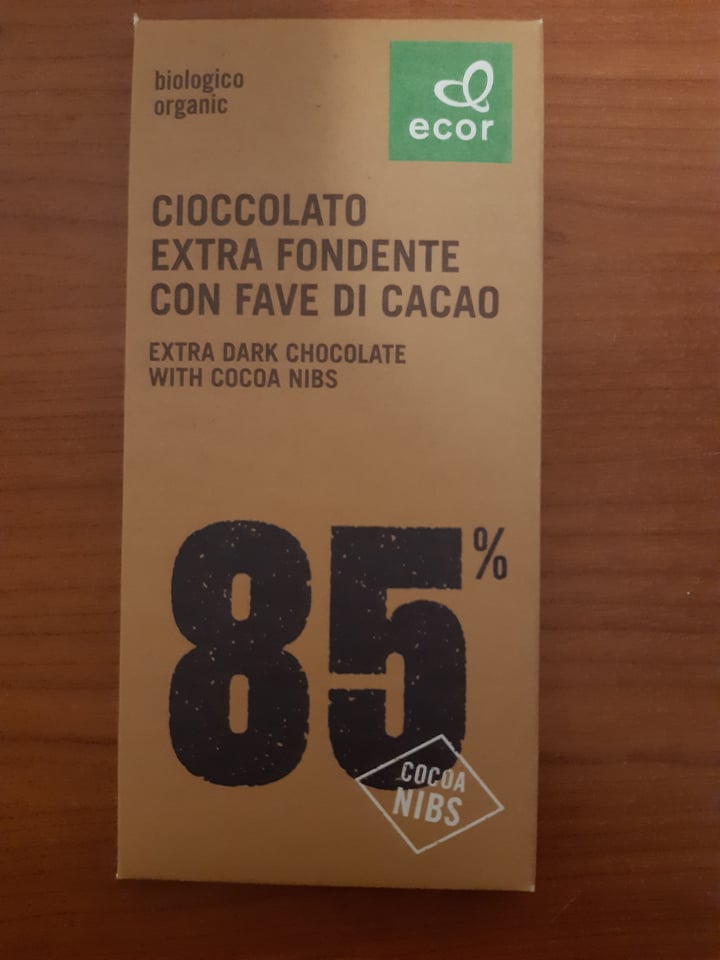 biologico
organic
ecor
CIOCCOLATO
EXTRA FONDENTE
CON FAVE DI CACAO
EXTRA DARK CHOCOLATE
WITH COCOA NIBS
85%
COCOA
NIBS